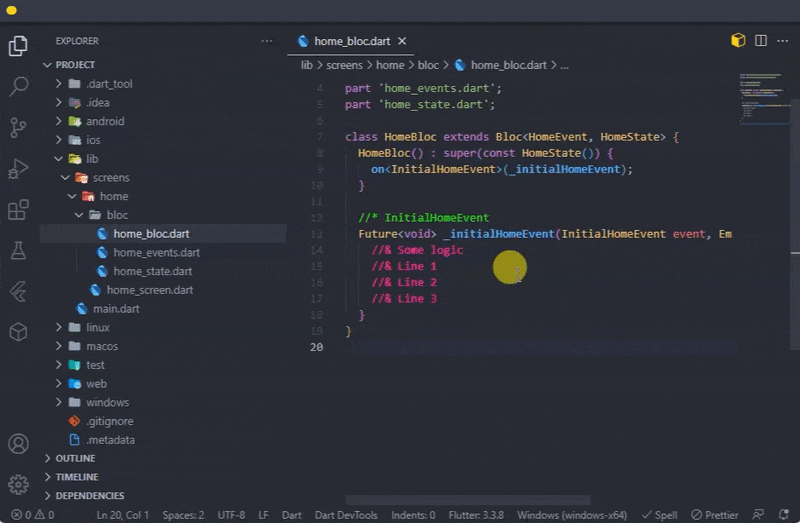 EXPLORER
···
home_bloc.dart
PROJECT
lib > screens > home > bloc > home_bloc.dart > ...
.dart_tool
.idea
android
ios
lib
screens
home
bloc
home_bloc.dart
home_events.dart
home_state.dart
home_screen.dart
main.dart
linux
macos
test
web
windows
.gitignore
.metadata
OUTLINE
TIMELINE
DEPENDENCIES
4 part 'home_events.dart';
5 part 'home_state.dart';
6
7 class HomeBloc extends Bloc<HomeEvent, HomeState> {
8 HomeBloc() : super(const HomeState()) {
9 on<InitialHomeEvent>(_initialHomeEvent);
10 }
11
12 //* InitialHomeEvent
13 Future<void> _initialHomeEvent(InitialHomeEvent event, Em
14 //& Some logic
15 //& Line 1
16 //& Line 2
17 //& Line 3
18 }
19 }
20
0 0 Ln 20, Col 1 Spaces: 2 UTF-8 LF Dart Dart DevTools Indents: 0 Flutter: 3.3.8 Windows (windows-x64) Spell Prettier